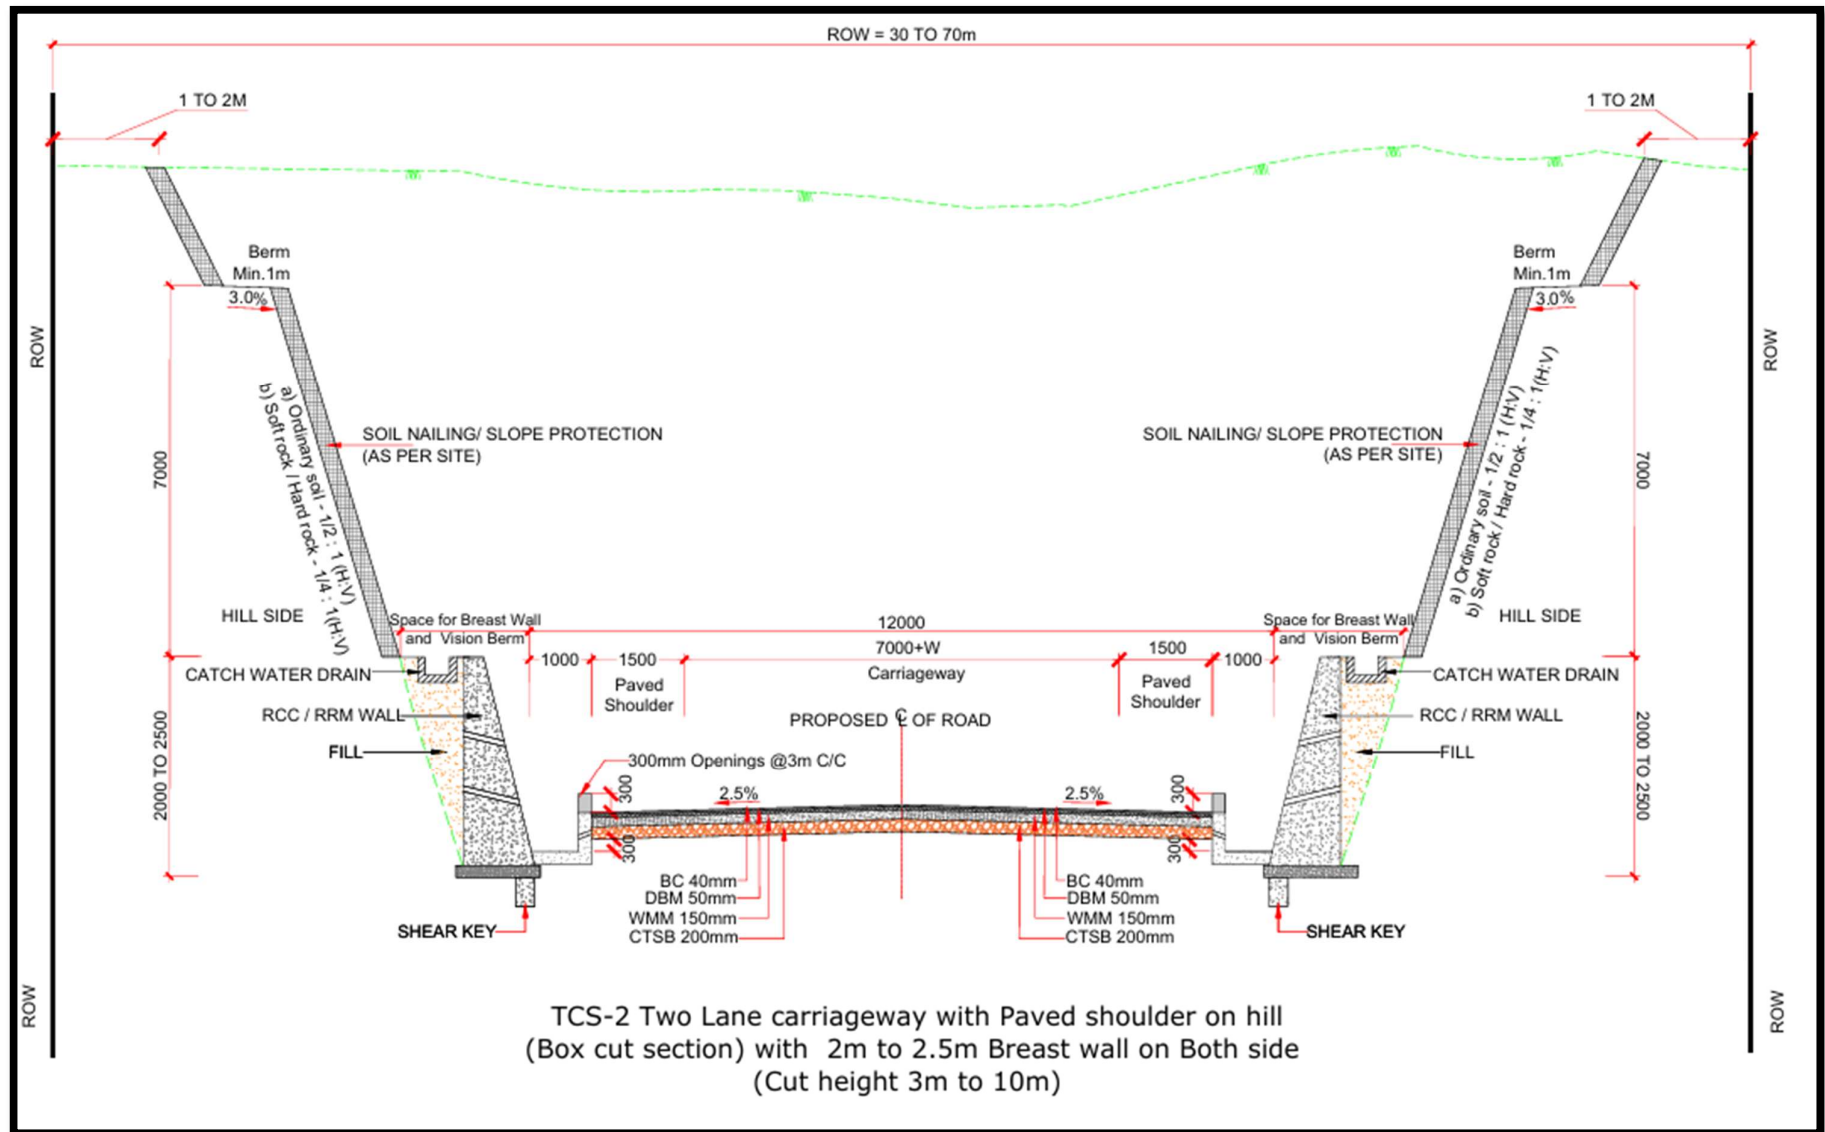 ROW = 30 TO 70m
1 TO 2M
1 TO 2M
Berm
Min.1m
3.0%
Berm
Min.1m
3.0%
ROW
ROW
7000
a) Ordinary soil - 1/2 : 1 (H:V)
b) Soft rock / Hard rock - 1/4 : 1(H:V)
SOIL NAILING/ SLOPE PROTECTION
(AS PER SITE)
SOIL NAILING/ SLOPE PROTECTION
(AS PER SITE)
a) Ordinary soil - 1/2 : 1 (H:V)
b) Soft rock / Hard rock - 1/4 : 1(H:V)
7000
HILL SIDE
Space for Breast Wall
and Vision Berm
12000
Space for Breast Wall
and Vision Berm
HILL SIDE
1000
1500
7000+W
1500
1000
Paved
Shoulder
Carriageway
Paved
Shoulder
CATCH WATER DRAIN
CATCH WATER DRAIN
RCC / RRM WALL
PROPOSED ℄ OF ROAD
RCC / RRM WALL
FILL
FILL
2000 TO 2500
2000 TO 2500
300mm Openings @3m C/C
300
2.5%
2.5%
300
300
300
BC 40mm
DBM 50mm
WMM 150mm
CTSB 200mm
BC 40mm
DBM 50mm
WMM 150mm
CTSB 200mm
SHEAR KEY
SHEAR KEY
ROW
ROW
TCS-2 Two Lane carriageway with Paved shoulder on hill
(Box cut section) with 2m to 2.5m Breast wall on Both side
(Cut height 3m to 10m)